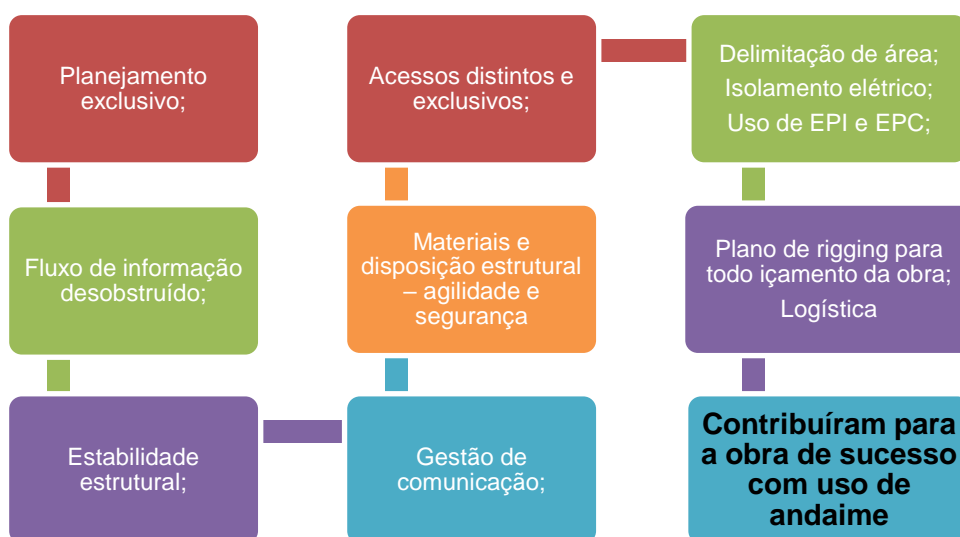 Planejamento
exclusivo;
Fluxo de informação
desobstruído;
Estabilidade
estrutural;
Gestão de
comunicação;
Materiais e
disposição estrutural
– agilidade e
segurança
Acessos distintos e
exclusivos;
Delimitação de área;
Isolamento elétrico;
Uso de EPI e EPC;
Plano de rigging para
todo içamento da obra;
Logística
Contribuíram para
a obra de sucesso
com uso de
andaime